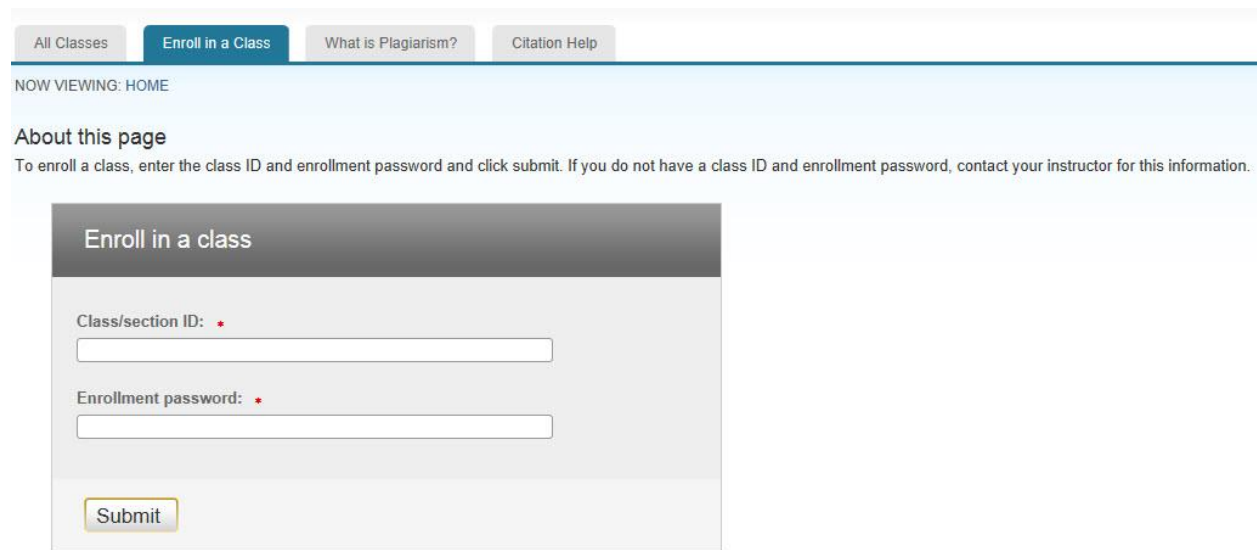 All Classes Enroll in a Class What is Plagiarism? Citation Help
NOW VIEWING: HOME
About this page
To enroll a class, enter the class ID and enrollment password and click submit. If you do not have a class ID and enrollment password, contact your instructor for this information.
Enroll in a class
Class/section ID: *
Enrollment password: *
Submit